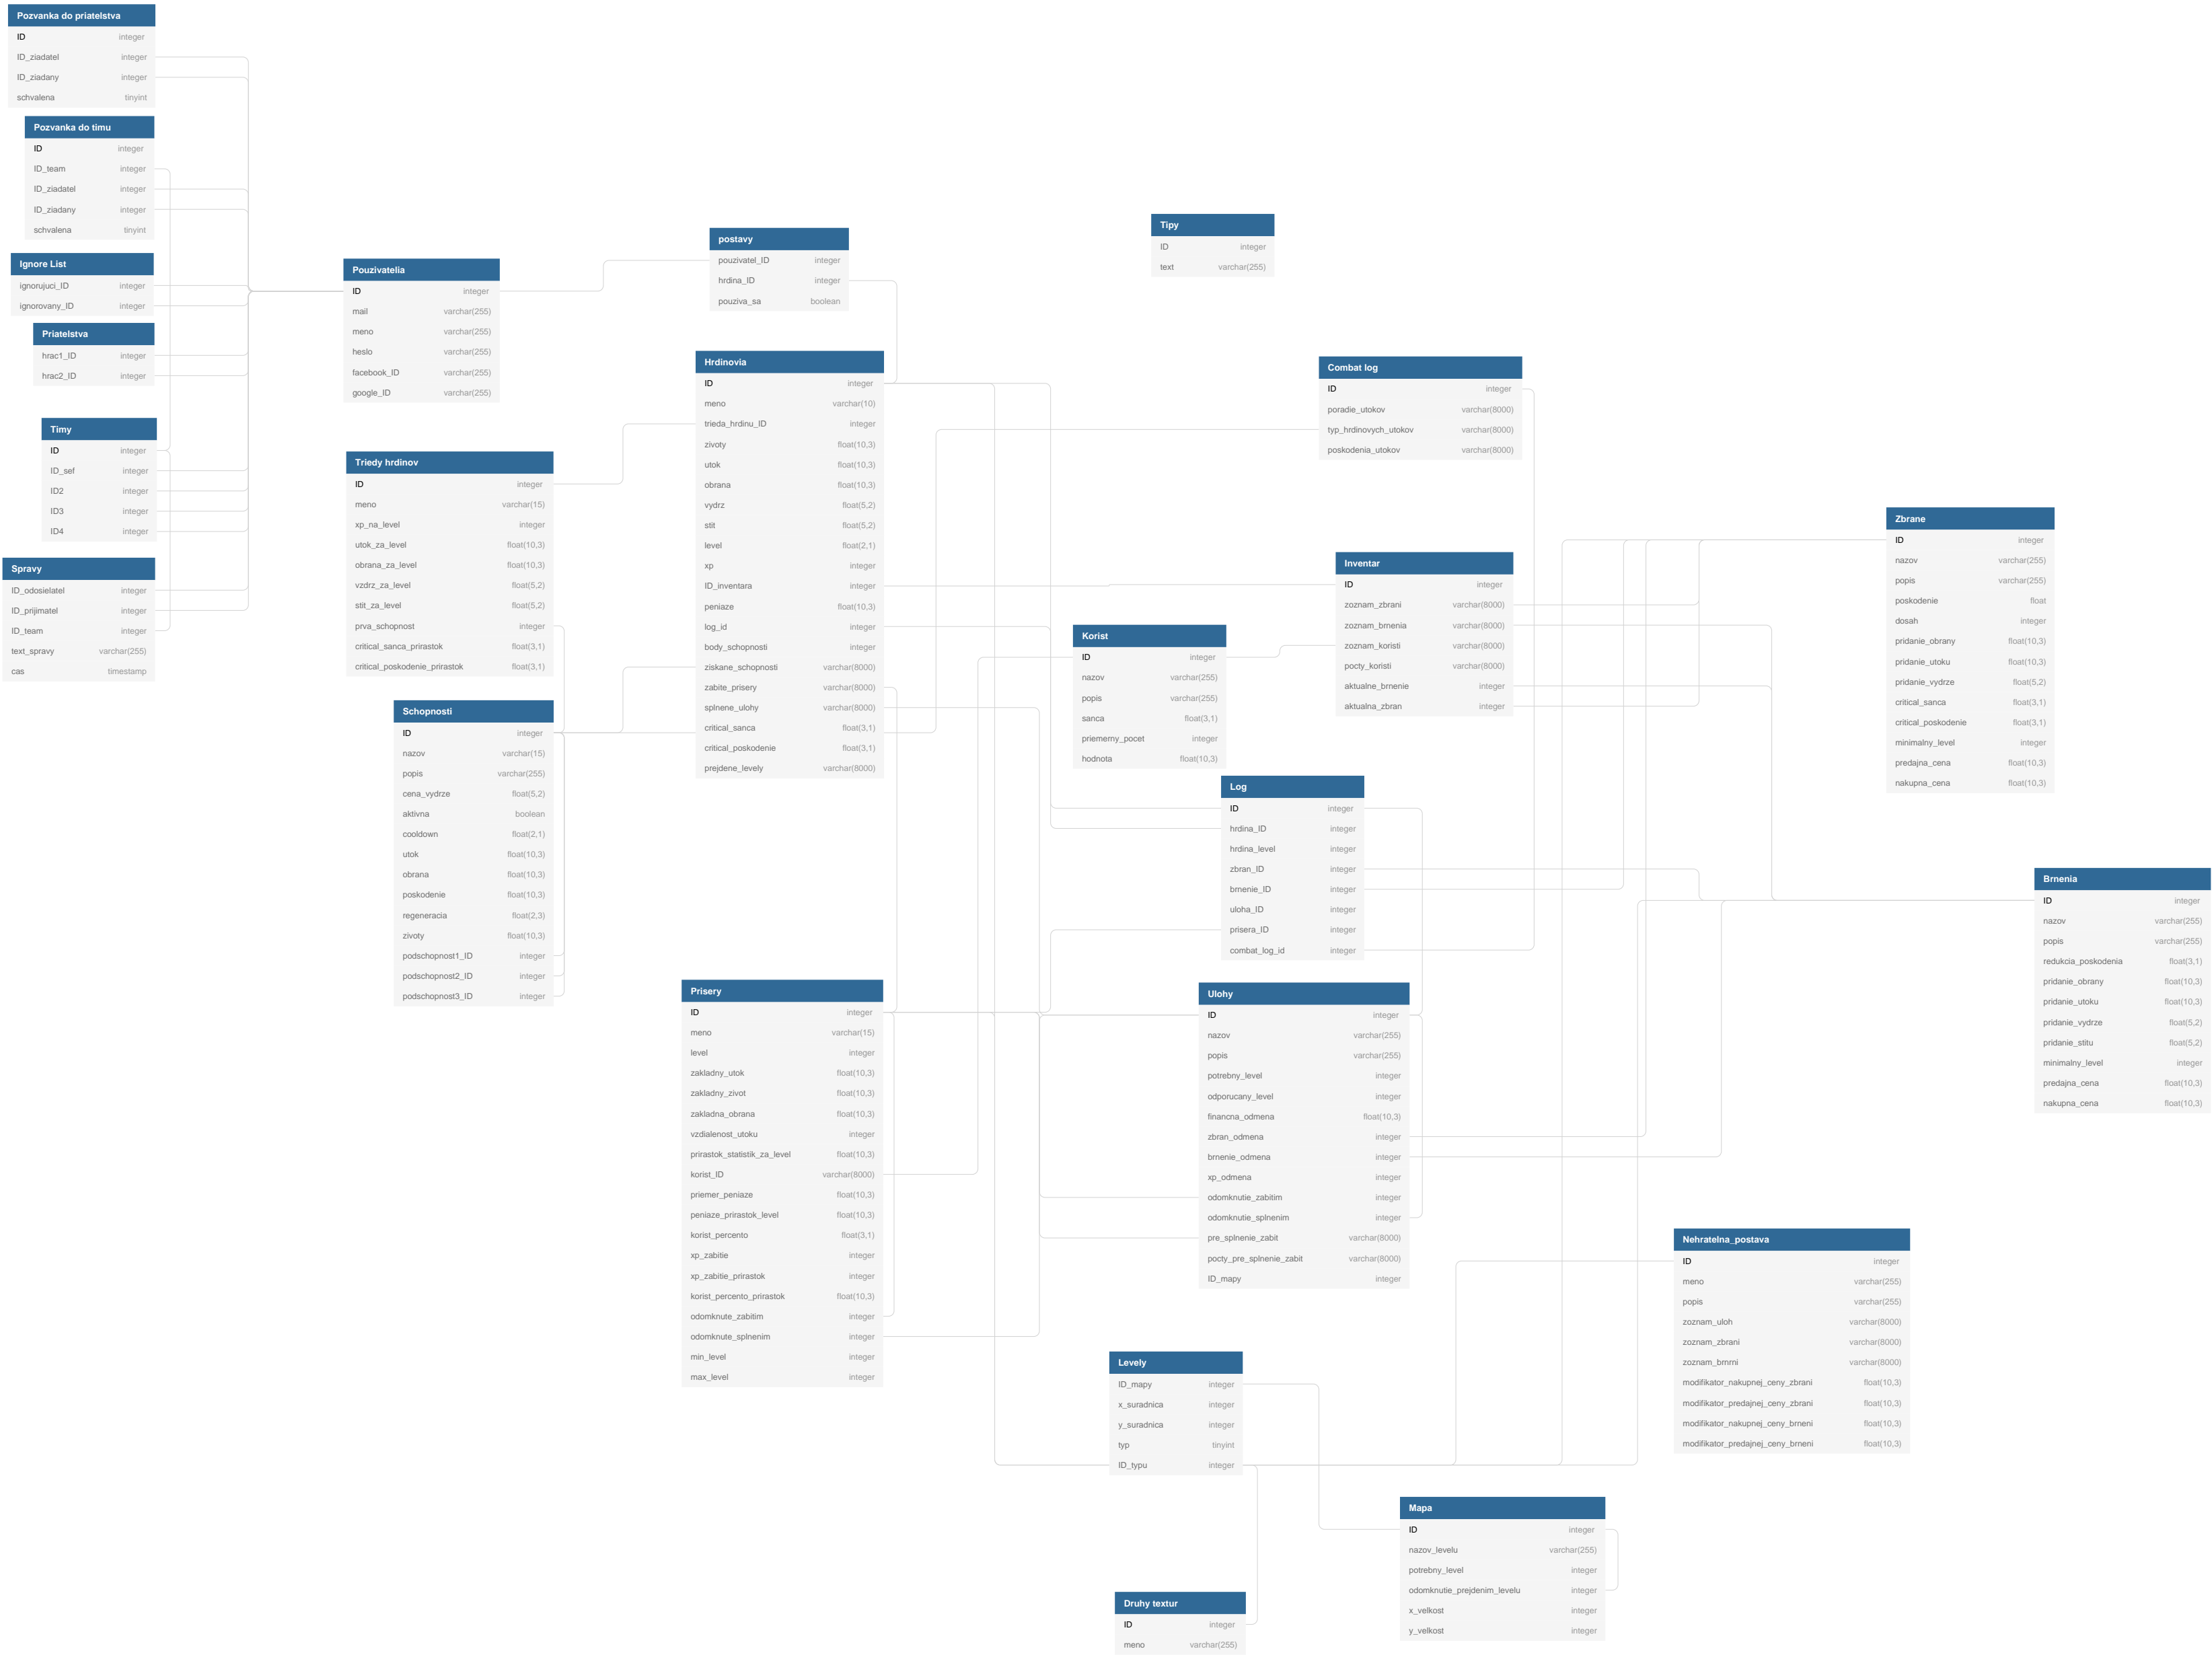 Pozvanka do priatelstva
ID integer
ID_ziadatel integer
ID_ziadany integer
schvalena tinyint
Pozvanka do timu
ID integer
ID_team integer
ID_ziadatel integer
ID_ziadany integer
schvalena tinyint
Ignore List
ignorujuci_ID integer
ignorovany_ID integer
Priatelstva
hrac1_ID integer
hrac2_ID integer
Timy
ID integer
ID_sef integer
ID2 integer
ID3 integer
ID4 integer
Spravy
ID_odosielatel integer
ID_prijimatel integer
ID_team integer
text_spravy varchar(255)
cas timestamp
Pouzivatelia
ID integer
mail varchar(255)
meno varchar(255)
heslo varchar(255)
facebook_ID varchar(255)
google_ID varchar(255)
Triedy hrdinov
ID integer
meno varchar(15)
xp_na_level integer
utok_za_level float(10,3)
obrana_za_level float(10,3)
vzdrz_za_level float(5,2)
stit_za_level float(5,2)
prva_schopnost integer
critical_sanca_prirastok float(3,1)
critical_poskodenie_prirastok float(3,1)
Schopnosti
ID integer
nazov varchar(15)
popis varchar(255)
cena_vydrze float(5,2)
aktivna boolean
cooldown float(2,1)
utok float(10,3)
obrana float(10,3)
poskodenie float(10,3)
regeneracia float(2,3)
zivoty float(10,3)
podschopnost1_ID integer
podschopnost2_ID integer
podschopnost3_ID integer
postavy
pouzivatel_ID integer
hrdina_ID integer
pouziva_sa boolean
Hrdinovia
ID integer
meno varchar(10)
trieda_hrdinu_ID integer
zivoty float(10,3)
utok float(10,3)
obrana float(10,3)
vydrz float(5,2)
stit float(5,2)
level float(2,1)
xp integer
ID_inventara integer
peniaze float(10,3)
log_id integer
body_schopnosti integer
ziskane_schopnosti varchar(8000)
zabite_prisery varchar(8000)
splnene_ulohy varchar(8000)
critical_sanca float(3,1)
critical_poskodenie float(3,1)
prejdene_levely varchar(8000)
Prisery
ID integer
meno varchar(15)
level integer
zakladny_utok float(10,3)
zakladny_zivot float(10,3)
zakladna_obrana float(10,3)
vzdialenost_utoku integer
prirastok_statistik_za_level float(10,3)
korist_ID varchar(8000)
priemer_peniaze float(10,3)
peniaze_prirastok_level float(10,3)
korist_percento float(3,1)
xp_zabitie integer
xp_zabitie_prirastok integer
korist_percento_prirastok float(10,3)
odomknute_zabitim integer
odomknute_splnenim integer
min_level integer
max_level integer
Tipy
ID integer
text varchar(255)
Combat log
ID integer
poradie_utokov varchar(8000)
typ_hrdinovych_utokov varchar(8000)
poskodenia_utokov varchar(8000)
Inventar
ID integer
zoznam_zbrani varchar(8000)
zoznam_brnenia varchar(8000)
zoznam_koristi varchar(8000)
pocty_koristi varchar(8000)
aktualne_brnenie integer
aktualna_zbran integer
Korist
ID integer
nazov varchar(255)
popis varchar(255)
sanca float(3,1)
priemerny_pocet integer
hodnota float(10,3)
Log
ID integer
hrdina_ID integer
hrdina_level integer
zbran_ID integer
brnenie_ID integer
uloha_ID integer
prisera_ID integer
combat_log_id integer
Ulohy
ID integer
nazov varchar(255)
popis varchar(255)
potrebny_level integer
odporucany_level integer
financna_odmena float(10,3)
zbran_odmena integer
brnenie_odmena integer
xp_odmena integer
odomknutie_zabitim integer
odomknutie_splnenim integer
pre_splnenie_zabit varchar(8000)
pocty_pre_splnenie_zabit varchar(8000)
ID_mapy integer
Levely
ID_mapy integer
x_suradnica integer
y_suradnica integer
typ tinyint
ID_typu integer
Druhy textur
ID integer
meno varchar(255)
Mapa
ID integer
nazov_levelu varchar(255)
potrebny_level integer
odomknutie_prejdenim_levelu integer
x_velkost integer
y_velkost integer
Zbrane
ID integer
nazov varchar(255)
popis varchar(255)
poskodenie float
dosah integer
pridanie_obrany float(10,3)
pridanie_utoku float(10,3)
pridanie_vydrze float(5,2)
critical_sanca float(3,1)
critical_poskodenie float(3,1)
minimalny_level integer
predajna_cena float(10,3)
nakupna_cena float(10,3)
Brnenia
ID integer
nazov varchar(255)
popis varchar(255)
redukcia_poskodenia float(3,1)
pridanie_obrany float(10,3)
pridanie_utoku float(10,3)
pridanie_vydrze float(5,2)
pridanie_stitu float(5,2)
minimalny_level integer
predajna_cena float(10,3)
nakupna_cena float(10,3)
Nehratelna_postava
ID integer
meno varchar(255)
popis varchar(255)
zoznam_uloh varchar(8000)
zoznam_zbrani varchar(8000)
zoznam_brnrni varchar(8000)
modifikator_nakupnej_ceny_zbrani float(10,3)
modifikator_predajnej_ceny_zbrani float(10,3)
modifikator_nakupnej_ceny_brneni float(10,3)
modifikator_predajnej_ceny_brneni float(10,3)